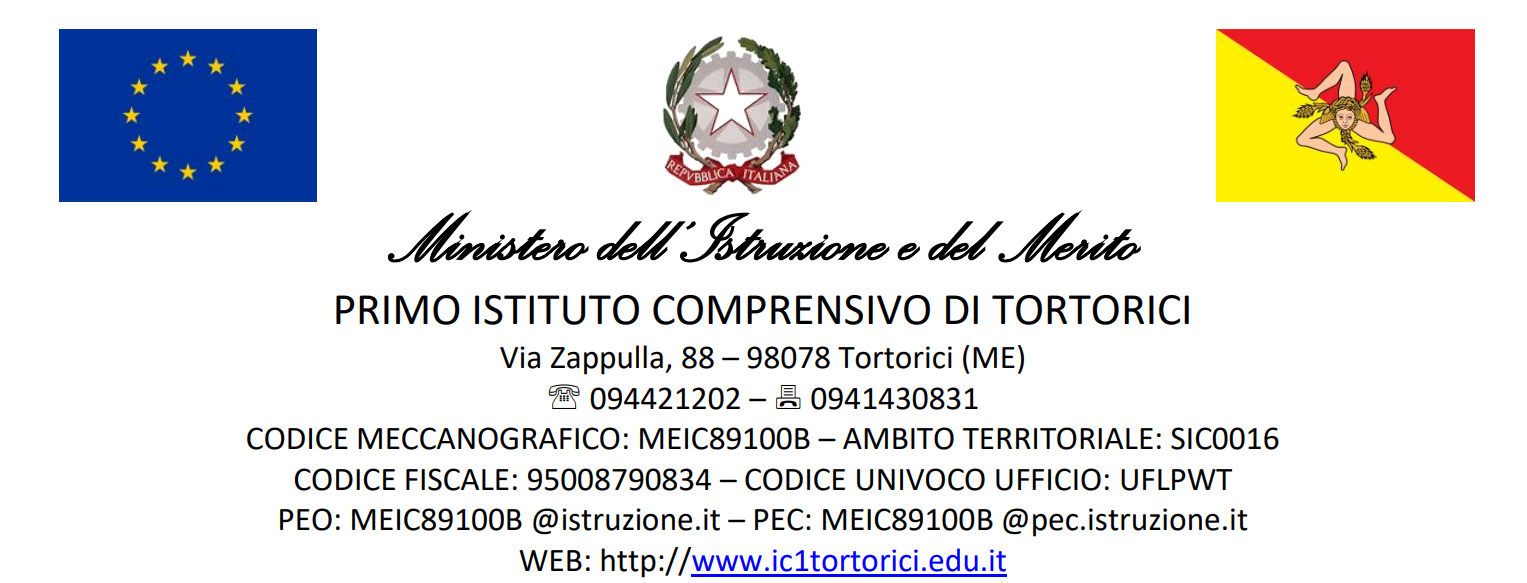 REPVBBLICA ITALIANA
Ministero dell'Istruzione e del Merito
PRIMO ISTITUTO COMPRENSIVO DI TORTORICI
Via Zappulla, 88 – 98078 Tortorici (ME)
☏ 094421202 – 🖷 0941430831
CODICE MECCANOGRAFICO: MEIC89100B – AMBITO TERRITORIALE: SIC0016
CODICE FISCALE: 95008790834 – CODICE UNIVOCO UFFICIO: UFLPWT
PEO: MEIC89100B @istruzione.it – PEC: MEIC89100B @pec.istruzione.it
WEB: http://www.ic1tortorici.edu.it